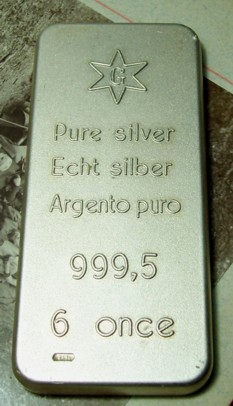 G
Pure silver
Echt silber
Argento puro
999,5
6 once